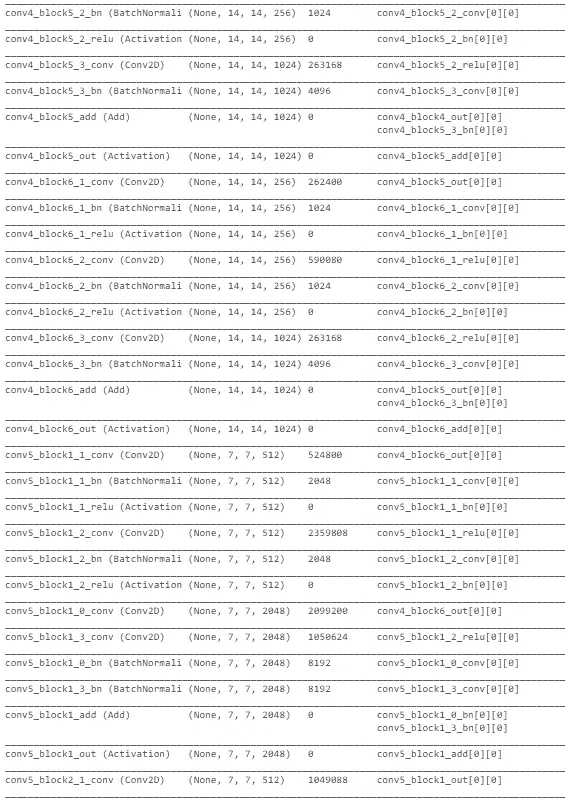 conv4_block5_2_bn (BatchNormali (None, 14, 14, 256) 1024 conv4_block5_2_conv[0][0]
conv4_block5_2_relu (Activation (None, 14, 14, 256) 0 conv4_block5_2_bn[0][0]
conv4_block5_3_conv (Conv2D) (None, 14, 14, 1024) 263168 conv4_block5_2_relu[0][0]
conv4_block5_3_bn (BatchNormali (None, 14, 14, 1024) 4096 conv4_block5_3_conv[0][0]
conv4_block5_add (Add) (None, 14, 14, 1024) 0 conv4_block4_out[0][0]
conv4_block5_3_bn[0][0]
conv4_block5_out (Activation) (None, 14, 14, 1024) 0 conv4_block5_add[0][0]
conv4_block6_1_conv (Conv2D) (None, 14, 14, 256) 262400 conv4_block5_out[0][0]
conv4_block6_1_bn (BatchNormali (None, 14, 14, 256) 1024 conv4_block6_1_conv[0][0]
conv4_block6_1_relu (Activation (None, 14, 14, 256) 0 conv4_block6_1_bn[0][0]
conv4_block6_2_conv (Conv2D) (None, 14, 14, 256) 590080 conv4_block6_1_relu[0][0]
conv4_block6_2_bn (BatchNormali (None, 14, 14, 256) 1024 conv4_block6_2_conv[0][0]
conv4_block6_2_relu (Activation (None, 14, 14, 256) 0 conv4_block6_2_bn[0][0]
conv4_block6_3_conv (Conv2D) (None, 14, 14, 1024) 263168 conv4_block6_2_relu[0][0]
conv4_block6_3_bn (BatchNormali (None, 14, 14, 1024) 4096 conv4_block6_3_conv[0][0]
conv4_block6_add (Add) (None, 14, 14, 1024) 0 conv4_block5_out[0][0]
conv4_block6_3_bn[0][0]
conv4_block6_out (Activation) (None, 14, 14, 1024) 0 conv4_block6_add[0][0]
conv5_block1_1_conv (Conv2D) (None, 7, 7, 512) 524800 conv4_block6_out[0][0]
conv5_block1_1_bn (BatchNormali (None, 7, 7, 512) 2048 conv5_block1_1_conv[0][0]
conv5_block1_1_relu (Activation (None, 7, 7, 512) 0 conv5_block1_1_bn[0][0]
conv5_block1_2_conv (Conv2D) (None, 7, 7, 512) 2359808 conv5_block1_1_relu[0][0]
conv5_block1_2_bn (BatchNormali (None, 7, 7, 512) 2048 conv5_block1_2_conv[0][0]
conv5_block1_2_relu (Activation (None, 7, 7, 512) 0 conv5_block1_2_bn[0][0]
conv5_block1_0_conv (Conv2D) (None, 7, 7, 2048) 2099200 conv4_block6_out[0][0]
conv5_block1_3_conv (Conv2D) (None, 7, 7, 2048) 1050624 conv5_block1_2_relu[0][0]
conv5_block1_0_bn (BatchNormali (None, 7, 7, 2048) 8192 conv5_block1_0_conv[0][0]
conv5_block1_3_bn (BatchNormali (None, 7, 7, 2048) 8192 conv5_block1_3_conv[0][0]
conv5_block1_add (Add) (None, 7, 7, 2048) 0 conv5_block1_0_bn[0][0]
conv5_block1_3_bn[0][0]
conv5_block1_out (Activation) (None, 7, 7, 2048) 0 conv5_block1_add[0][0]
conv5_block2_1_conv (Conv2D) (None, 7, 7, 512) 1049088 conv5_block1_out[0][0]